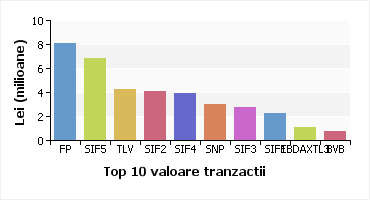 10
8
6
4
2
0
Lei (milioane)
FP SIF5 TLV SIF2 SIF4 SNP SIF3 SIF1 EBDAXTL3 BVB
Top 10 valoare tranzactii